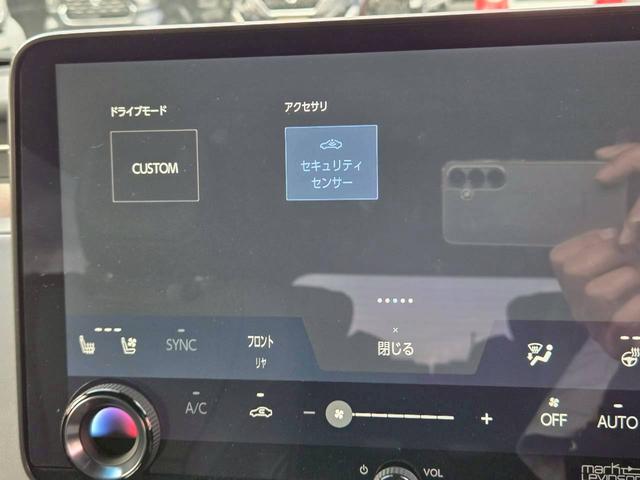 ドライブモード
アクセサリ
CUSTOM
セキュリティ
センサー
SYNC
フロント
リヤ
×
閉じる
A/C
−
+
OFF
AUTO
VOL
mark
LEVINSON